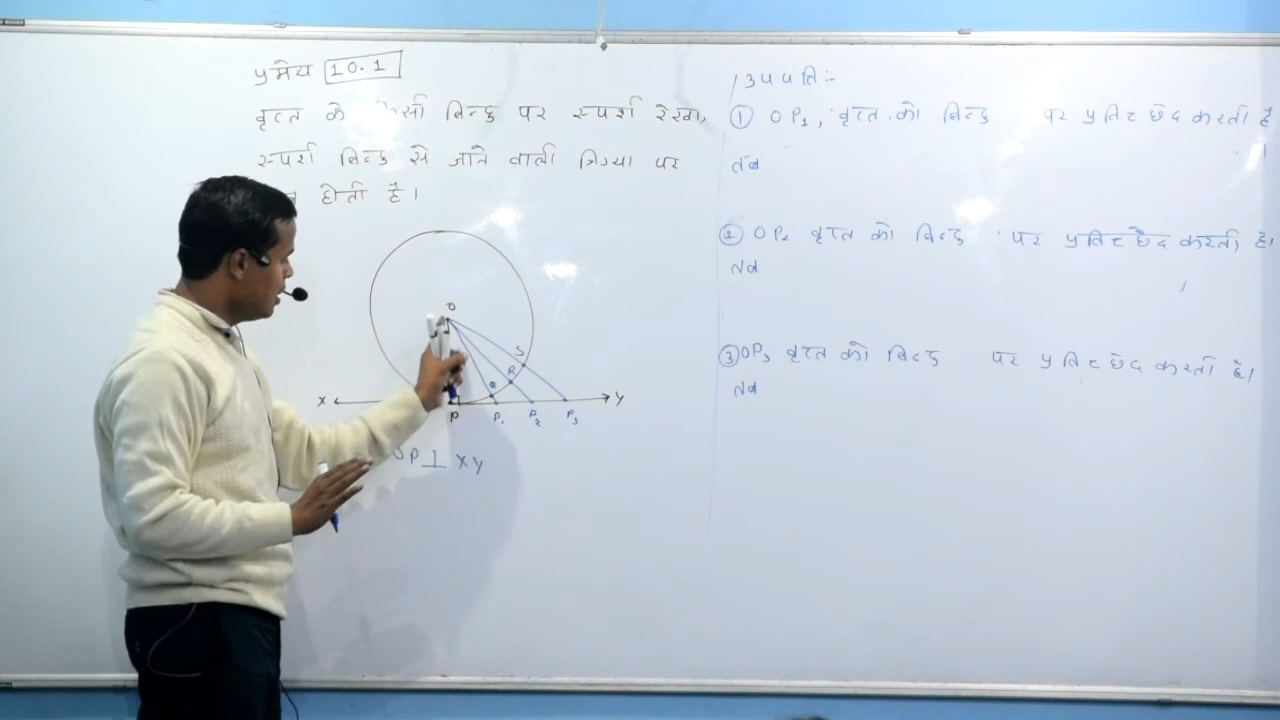 प्रमेय 10.1
वृत्त के बिन्दु पर स्पर्श रेखा,
स्पर्श बिन्दु से जाने वाली त्रिज्या पर
होती है।
O
S
R
Q
X Y
P P₁ P₂ P₃
OP ⊥ XY
उपपत्ति:-
① OP₁, वृत्त को बिन्दु पर प्रतिच्छेद करती है
तब
② OP₂ वृत्त को बिन्दु पर प्रतिच्छेद करती है।
तब
③ OP₃ वृत्त को बिन्दु पर प्रतिच्छेद करती है।
तब